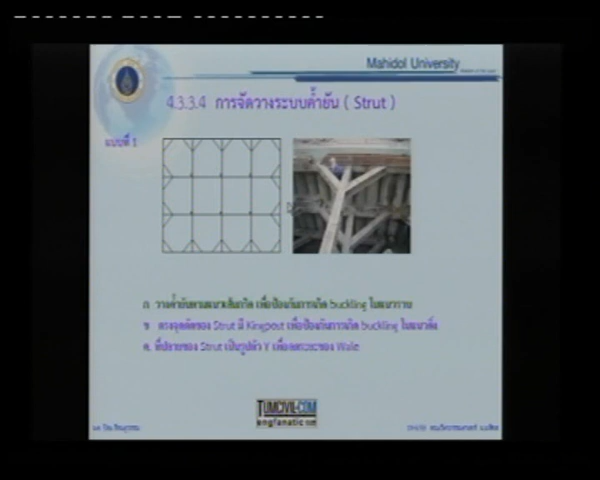 Mahidol University
4.3.3.4 การจัดวางระบบค้ำยัน ( Strut )
แบบที่ 1
ก. วางค้ำยันตามแนวเส้นกริด เพื่อป้องกันการเกิด buckling ในแนวราบ
ข. ตรงจุดตัดของ Strut มี Kingpost เพื่อป้องกันการเกิด buckling ในแนวดิ่ง
ค. ที่ปลายของ Strut เป็นรูปตัว Y เพื่อลดระยะของ Wale
TUMCIVIL.COM
engfanatic